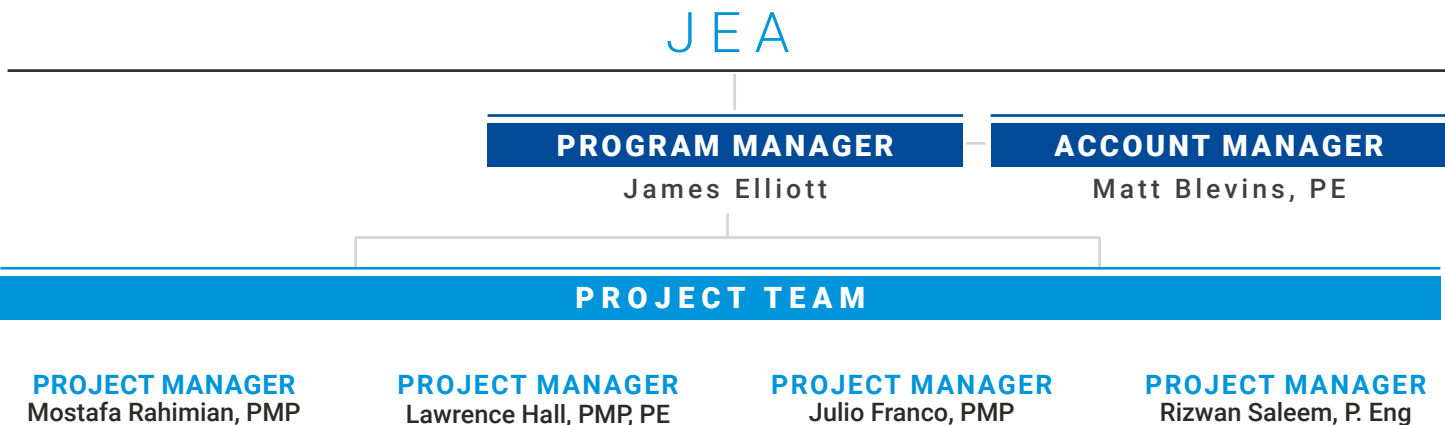 JEA
PROGRAM MANAGER
James Elliott
ACCOUNT MANAGER
Matt Blevins, PE
PROJECT TEAM
PROJECT MANAGER
Mostafa Rahimian, PMP
PROJECT MANAGER
Lawrence Hall, PMP, PE
PROJECT MANAGER
Julio Franco, PMP
PROJECT MANAGER
Rizwan Saleem, P. Eng